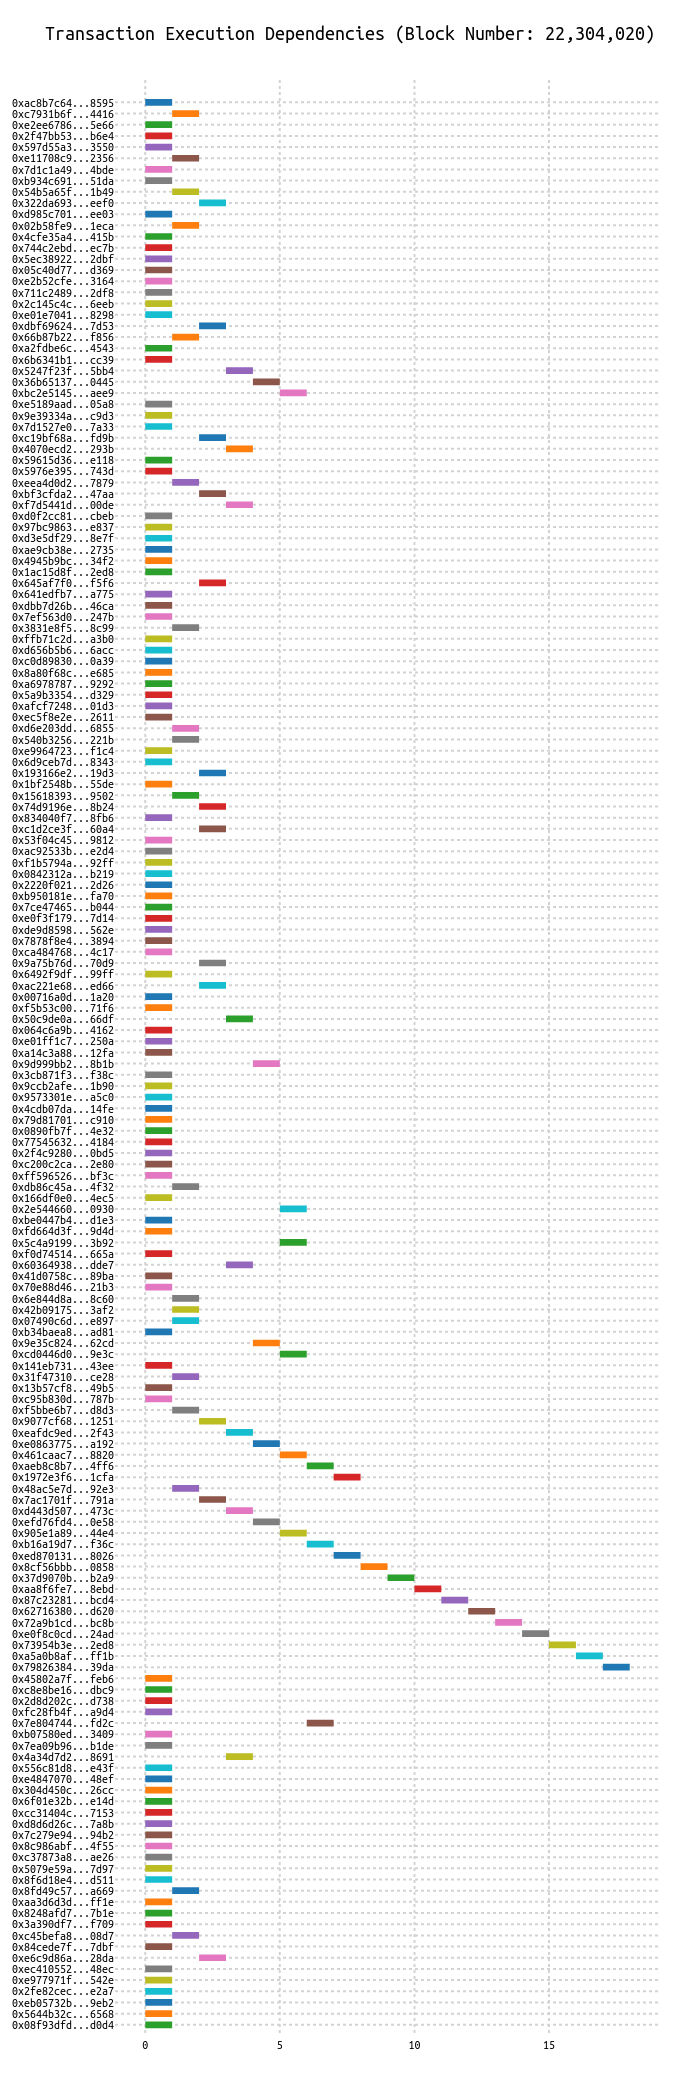 Transaction Execution Dependencies (Block Number: 22,304,020)
0xac8b7c64...8595
0xc7931b6f...4416
0xe2ee6786...5e66
0x2f47bb53...b6e4
0x597d55a3...3550
0xe11708c9...2356
0x7d1c1a49...4bde
0xb934c691...51da
0x54b5a65f...1b49
0x322da693...eef0
0xd985c701...ee03
0x02b58fe9...1eca
0x4cfe35a4...415b
0x744c2ebd...ec7b
0x5ec38922...2dbf
0x05c40d77...d369
0xe2b52cfe...3164
0x711c2489...2df8
0x2c145c4c...6eeb
0xe01e7041...8298
0xdbf69624...7d53
0x66b87b22...f856
0xa2fdbe6c...4543
0x6b6341b1...cc39
0x5247f23f...5bb4
0x36b65137...0445
0xbc2e5145...aee9
0xe5189aad...05a8
0x9e39334a...c9d3
0x7d1527e0...7a33
0xc19bf68a...fd9b
0x4070ecd2...293b
0x59615d36...e118
0x5976e395...743d
0xeea4d0d2...7879
0xbf3cfda2...47aa
0xf7d5441d...00de
0xd0f2cc81...cbeb
0x97bc9863...e837
0xd3e5df29...8e7f
0xae9cb38e...2735
0x4945b9bc...34f2
0x1ac15d8f...2ed8
0x645af7f0...f5f6
0x641edfb7...a775
0xdbb7d26b...46ca
0x7ef563d0...247b
0x3831e8f5...8c99
0xffb71c2d...a3b0
0xd656b5b6...6acc
0xc0d89830...0a39
0x8a80f68c...e685
0xa6978787...9292
0x5a9b3354...d329
0xafcf7248...01d3
0xec5f8e2e...2611
0xd6e203dd...6855
0x540b3256...221b
0xe9964723...f1c4
0x6d9ceb7d...8343
0x193166e2...19d3
0x1bf2548b...55de
0x15618393...9502
0x74d9196e...8b24
0x834040f7...8fb6
0xc1d2ce3f...60a4
0x53f04c45...9812
0xac92533b...e2d4
0xf1b5794a...92ff
0x0842312a...b219
0x2220f021...2d26
0xb950181e...fa70
0x7ce47465...b044
0xe0f3f179...7d14
0xde9d8598...562e
0x7878f8e4...3894
0xca484768...4c17
0x9a75b76d...70d9
0x6492f9df...99ff
0xac221e68...ed66
0x00716a0d...1a20
0xf5b53c00...71f6
0x50c9de0a...66df
0x064c6a9b...4162
0xe01ff1c7...250a
0xa14c3a88...12fa
0x9d999bb2...8b1b
0x3cb871f3...f38c
0x9ccb2afe...1b90
0x9573301e...a5c0
0x4cdb07da...14fe
0x79d81701...c910
0x0890fb7f...4e32
0x77545632...4184
0x2f4c9280...0bd5
0xc200c2ca...2e80
0xff596526...bf3c
0xdb86c45a...4f32
0x166df0e0...4ec5
0x2e544660...0930
0xbe0447b4...d1e3
0xfd664d3f...9d4d
0x5c4a9199...3b92
0xf0d74514...665a
0x60364938...dde7
0x41d0758c...89ba
0x70e88d46...21b3
0x6e844d8a...8c60
0x42b09175...3af2
0x07490c6d...e897
0xb34baea8...ad81
0x9e35c824...62cd
0xcd0446d0...9e3c
0x141eb731...43ee
0x31f47310...ce28
0x13b57cf8...49b5
0xc95b830d...787b
0xf5bbe6b7...d8d3
0x9077cf68...1251
0xeafdc9ed...2f43
0xe0863775...a192
0x461caac7...8820
0xaeb8c8b7...4ff6
0x1972e3f6...1cfa
0x48ac5e7d...92e3
0x7ac1701f...791a
0xd443d507...473c
0xefd76fd4...0e58
0x905e1a89...44e4
0xb16a19d7...f36c
0xed870131...8026
0x8cf56bbb...0858
0x37d9070b...b2a9
0xaa8f6fe7...8ebd
0x87c23281...bcd4
0x62716380...d620
0x72a9b1cd...bc8b
0xe0f8c0cd...24ad
0x73954b3e...2ed8
0xa5a0b8af...ff1b
0x79826384...39da
0x45802a7f...feb6
0xc8e8be16...dbc9
0x2d8d202c...d738
0xfc28fb4f...a9d4
0x7e804744...fd2c
0xb07580ed...3409
0x7ea09b96...b1de
0x4a34d7d2...8691
0x556c81d8...e43f
0xe4847070...48ef
0x304d450c...26cc
0x6f01e32b...e14d
0xcc31404c...7153
0xd8d6d26c...7a8b
0x7c279e94...94b2
0x8c986abf...4f55
0xc37873a8...ae26
0x5079e59a...7d97
0x8f6d18e4...d511
0x8fd49c57...a669
0xaa3d6d3d...ff1e
0x8248afd7...7b1e
0x3a390df7...f709
0xc45befa8...08d7
0x84cede7f...7dbf
0xe6c9d86a...28da
0xec410552...48ec
0xe977971f...542e
0x2fe82cec...e2a7
0xeb05732b...9eb2
0x5644b32c...6568
0x08f93dfd...d0d4
0 5 10 15